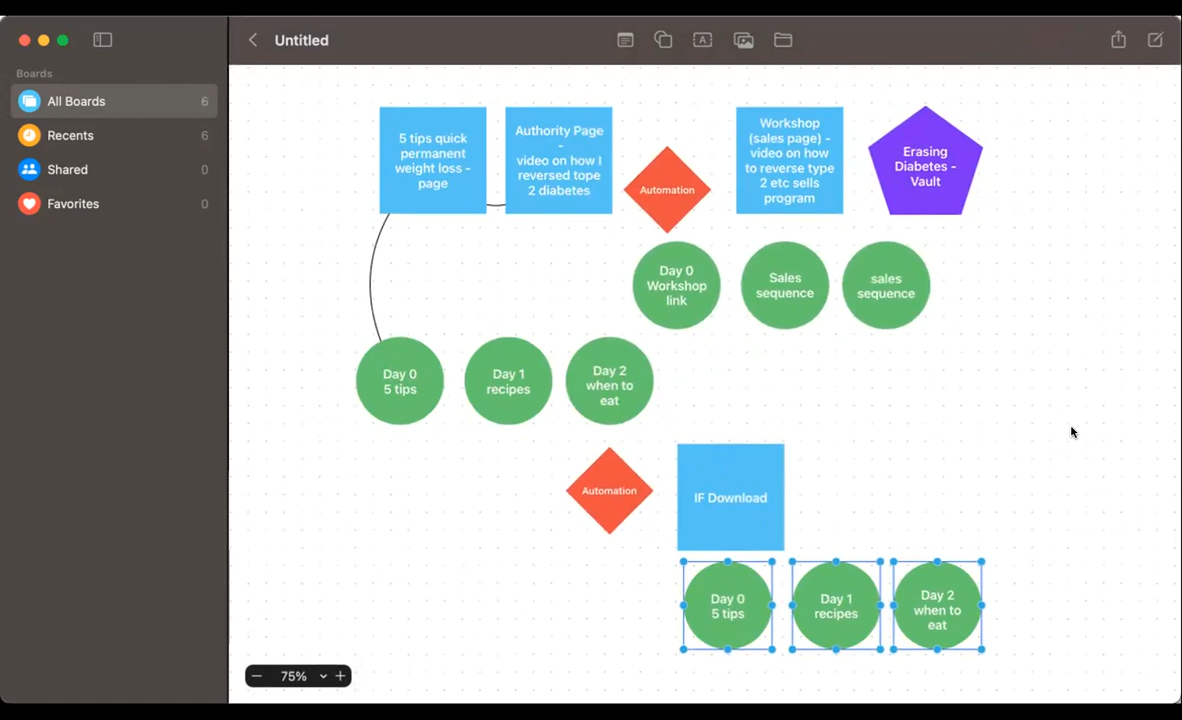 Untitled
Boards
All Boards 6
Recents 6
Shared 0
Favorites 0
5 tips quick
permanent
weight loss -
page
Authority Page
-
video on how I
reversed tope
2 diabetes
Automation
Workshop
(sales page) -
video on how
to reverse type
2 etc sells
program
Erasing
Diabetes -
Vault
Day 0
Workshop
link
Sales
sequence
sales
sequence
Day 0
5 tips
Day 1
recipes
Day 2
when to
eat
Automation
IF Download
Day 0
5 tips
Day 1
recipes
Day 2
when to
eat
75%